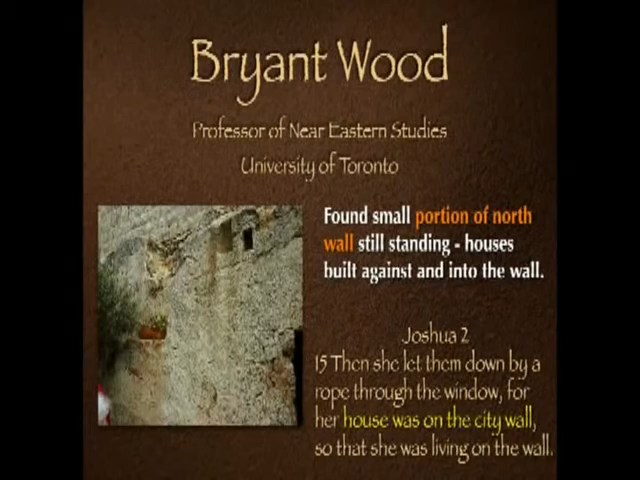 Bryant Wood
Professor of Near Eastern Studies
University of Toronto
Found small portion of north
wall still standing - houses
built against and into the wall.
Joshua 2
15 Then she let them down by a
rope through the window, for
her house was on the city wall,
so that she was living on the wall.